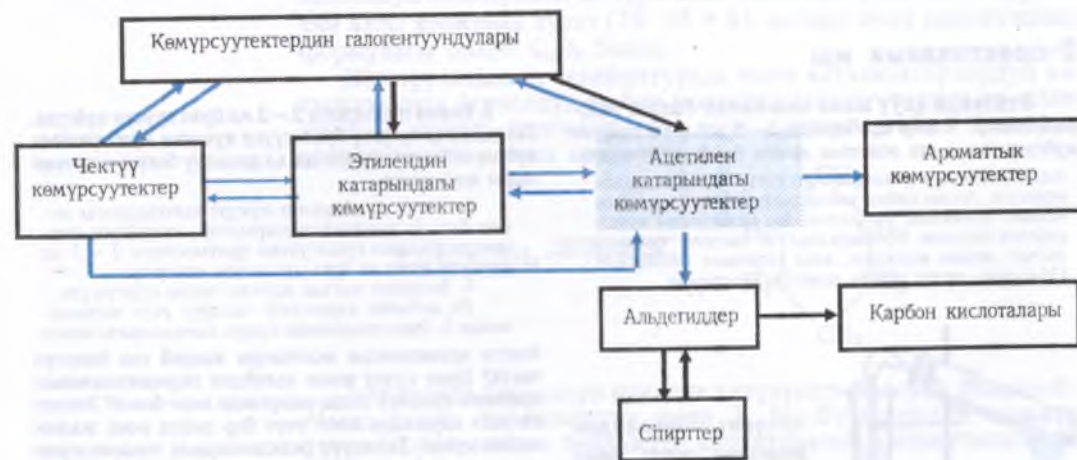 Көмүрсуутектердин галогентуундулары
Чектүү
көмүрсуутектер
Этилендин
катарындагы
көмүрсуутектер
Ацетилен
катарындагы
көмүрсуутектер
Ароматтык
көмүрсуутектер
Альдегиддер
Карбон кислоталары
Спирттер